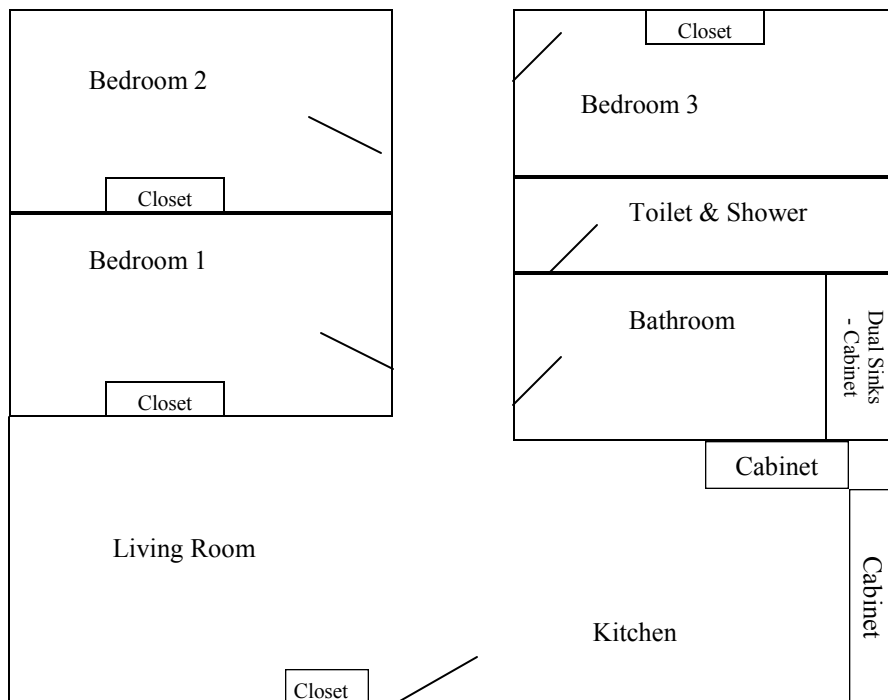 Closet
Bedroom 2
Bedroom 3
Closet
Toilet & Shower
Bedroom 1
Bathroom
Dual Sinks
- Cabinet
Closet
Cabinet
Living Room
Cabinet
Kitchen
Closet